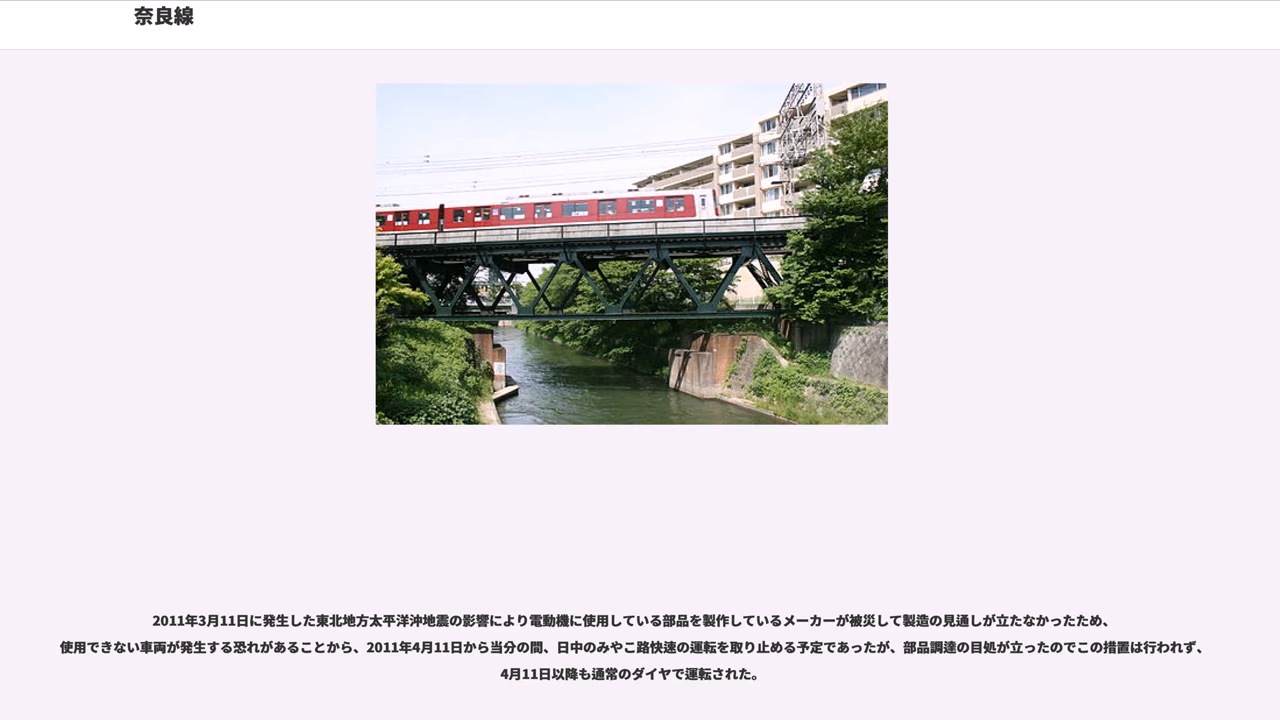 奈良線
2011年3月11日に発生した東北地方太平洋沖地震の影響により電動機に使用している部品を製作しているメーカーが被災して製造の見通しが立たなかったため、
使用できない車両が発生する恐れがあることから、2011年4月11日から当分の間、日中のみやこ路快速の運転を取り止める予定であったが、部品調達の目処が立ったのでこの措置は行われず、
4月11日以降も通常のダイヤで運転された。